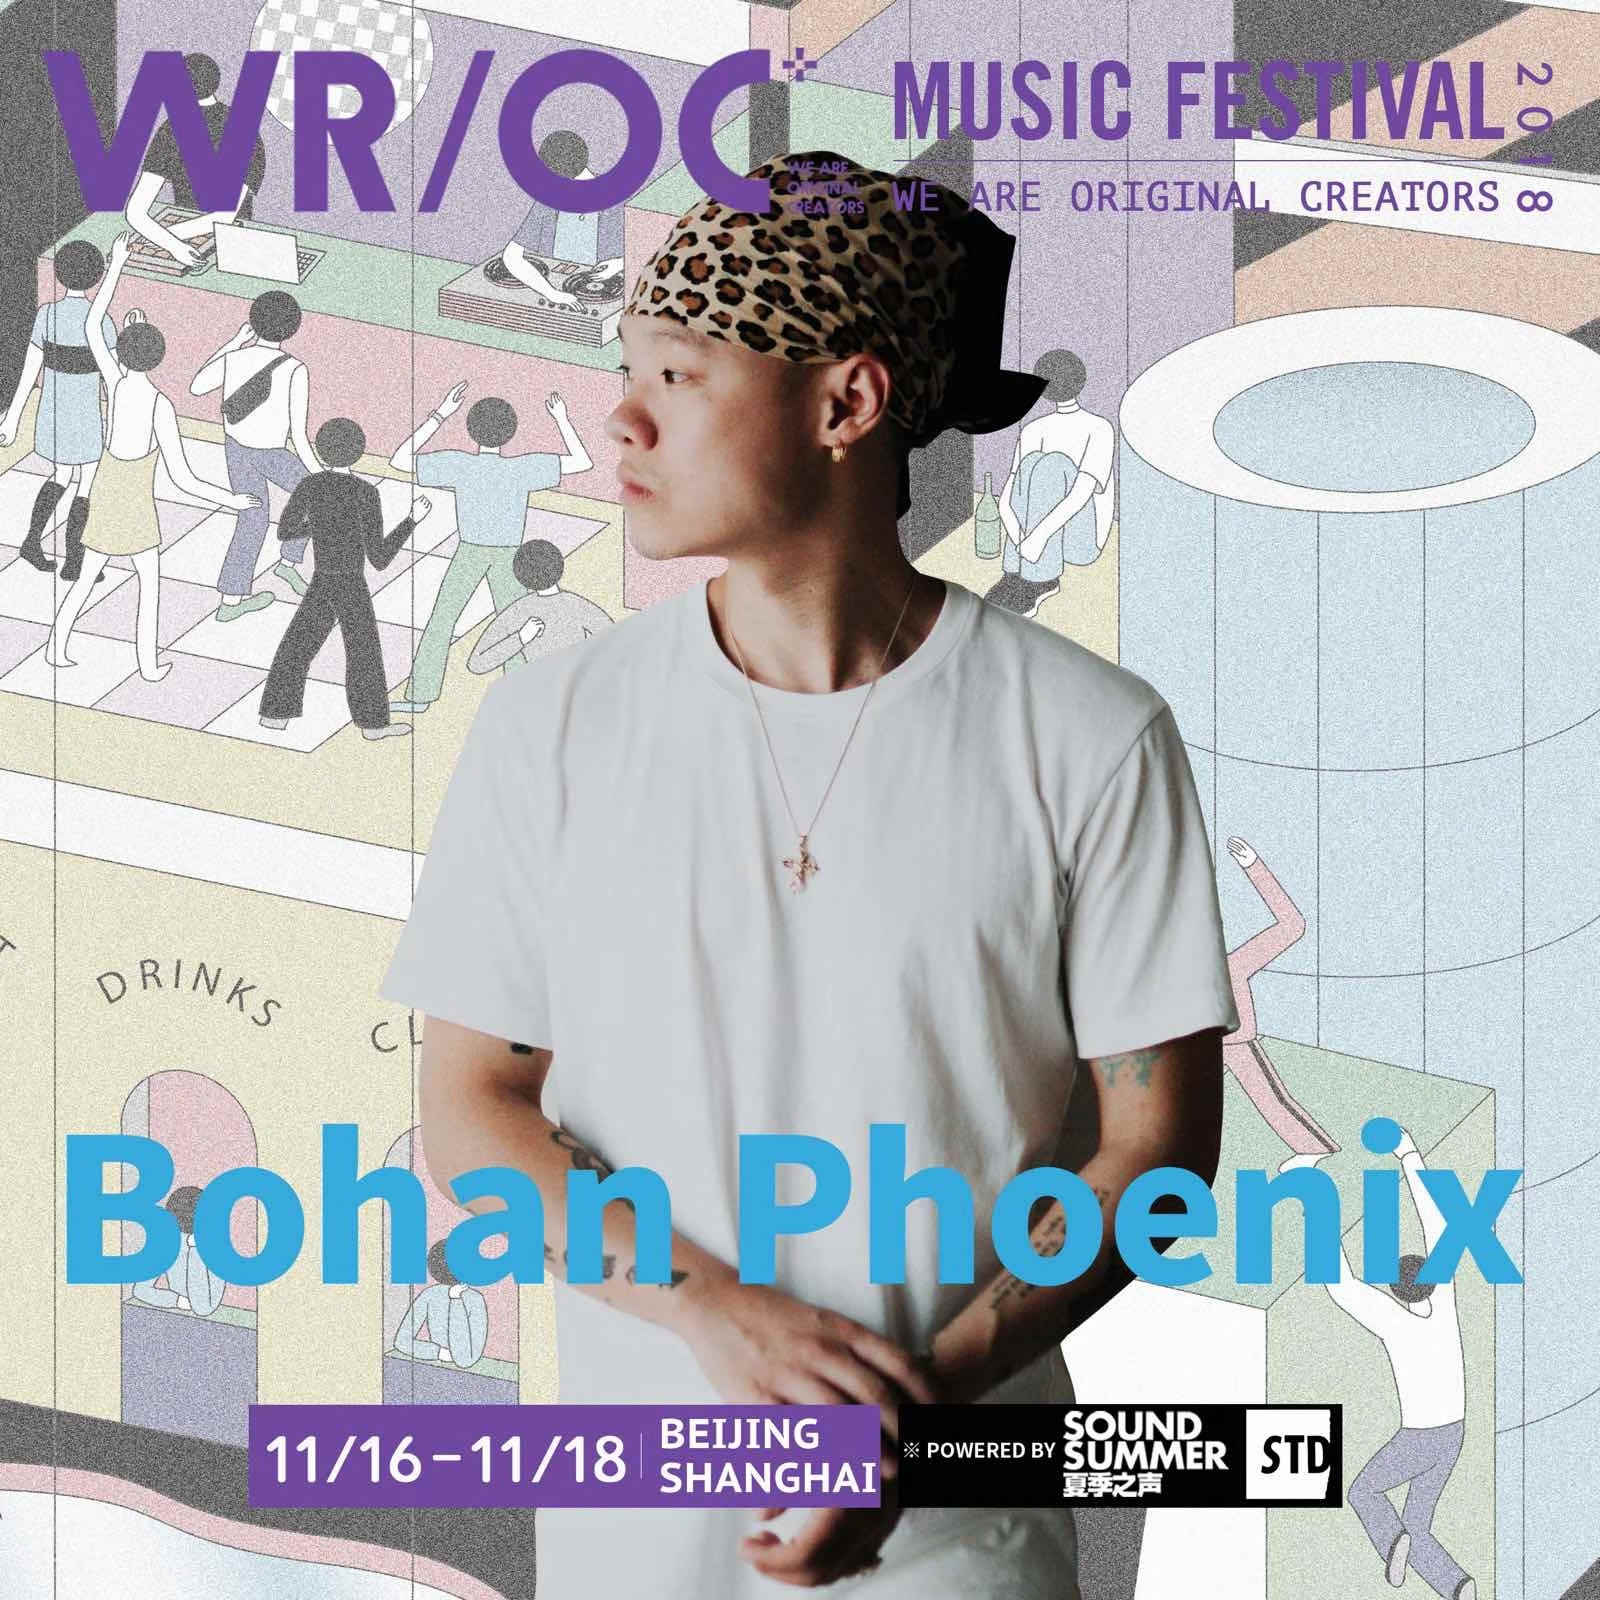 WR/OC+
WE ARE
ORIGINAL
CREATORS
MUSIC FESTIVAL
WE ARE ORIGINAL CREATORS
2018
DRINKS
CL
Bohan Phoenix
11/16-11/18
BEIJING
SHANGHAI
※ POWERED BY
SOUND
SUMMER
夏季之声
STD